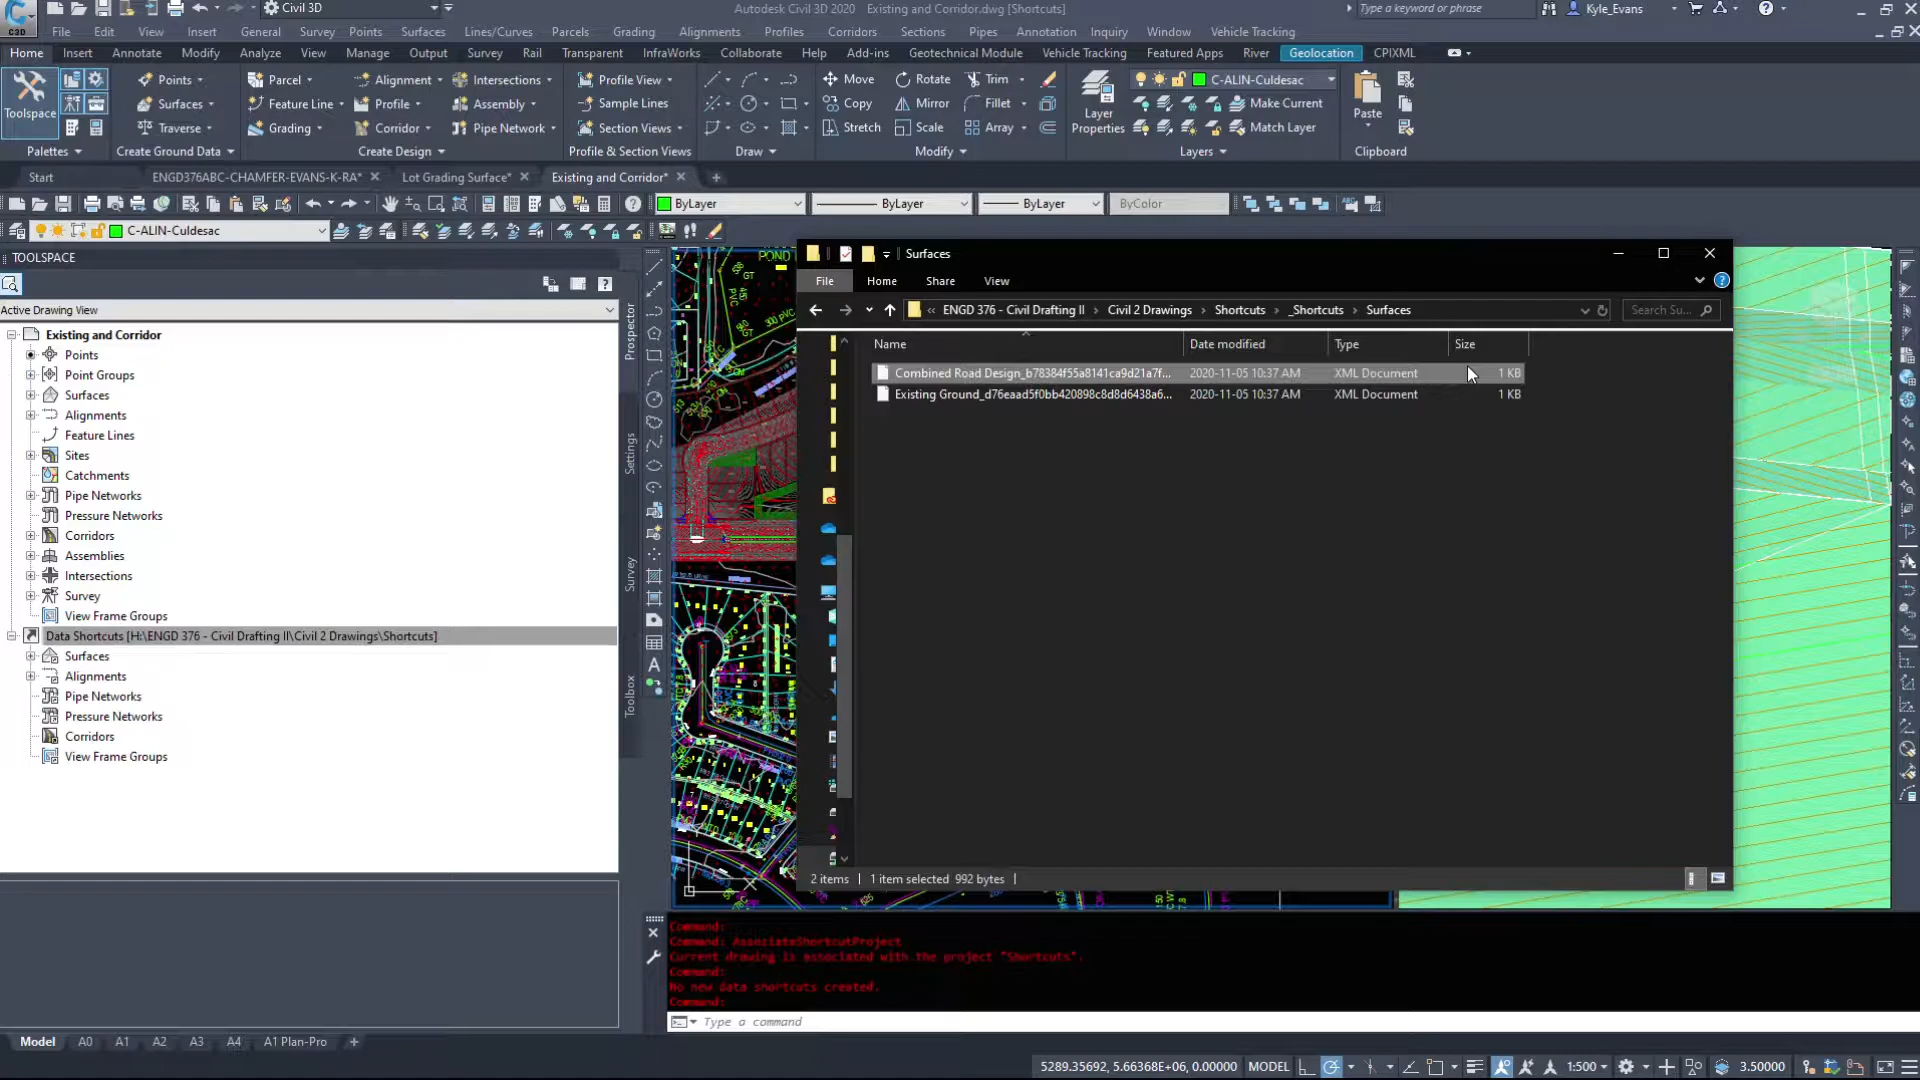 Civil 3D
Autodesk Civil 3D 2020 Existing and Corridor.dwg [Shortcuts]
Type a keyword or phrase
Kyle_Evans
C3D
File Edit View Insert General Survey Points Surfaces Lines/Curves Parcels Grading Alignments Profiles Corridors Sections Pipes Annotation Inquiry Window Vehicle Tracking
Home Insert Annotate Modify Analyze View Manage Output Survey Rail Transparent InfraWorks Collaborate Help Add-ins Geotechnical Module Vehicle Tracking Featured Apps River Geolocation CPIXML
Toolspace
Points
Surfaces
Traverse
Parcel
Feature Line
Grading
Alignment
Profile
Corridor
Intersections
Assembly
Pipe Network
Profile View
Sample Lines
Section Views
Move
Copy
Stretch
Rotate
Mirror
Scale
Trim
Fillet
Array
Layer
Properties
C-ALIN-Culdesac
Make Current
Match Layer
Paste
Palettes Create Ground Data Create Design Profile & Section Views Draw Modify Layers Clipboard
Start ENGD376ABC-CHAMFER-EVANS-K-RA* Lot Grading Surface* Existing and Corridor*
ByLayer ByLayer ByLayer ByColor
C-ALIN-Culdesac
TOOLSPACE
Active Drawing View
Existing and Corridor
Points
Point Groups
Surfaces
Alignments
Feature Lines
Sites
Catchments
Pipe Networks
Pressure Networks
Corridors
Assemblies
Intersections
Survey
View Frame Groups
Data Shortcuts [H:\ENGD 376 - Civil Drafting II\Civil 2 Drawings\Shortcuts]
Surfaces
Alignments
Pipe Networks
Pressure Networks
Corridors
View Frame Groups
Prospector
Settings
Survey
Toolbox
POND
Surfaces
File Home Share View
« ENGD 376 - Civil Drafting II › Civil 2 Drawings › Shortcuts › _Shortcuts › Surfaces
Search Su...
Name Date modified Type Size
Combined Road Design_b78384f55a8141ca9d21a7f... 2020-11-05 10:37 AM XML Document 1 KB
Existing Ground_d76eaad5f0bb420898c8d8d6438a6... 2020-11-05 10:37 AM XML Document 1 KB
2 items 1 item selected 992 bytes
Command:
Command: AssociateShortcutProject
Current drawing is associated with the project "Shortcuts".
Command:
No new data shortcuts created.
Command:
Type a command
Model A0 A1 A2 A3 A4 A1 Plan-Pro +
5289.35692, 5.66368E+06, 0.00000 MODEL 1:500 3.50000